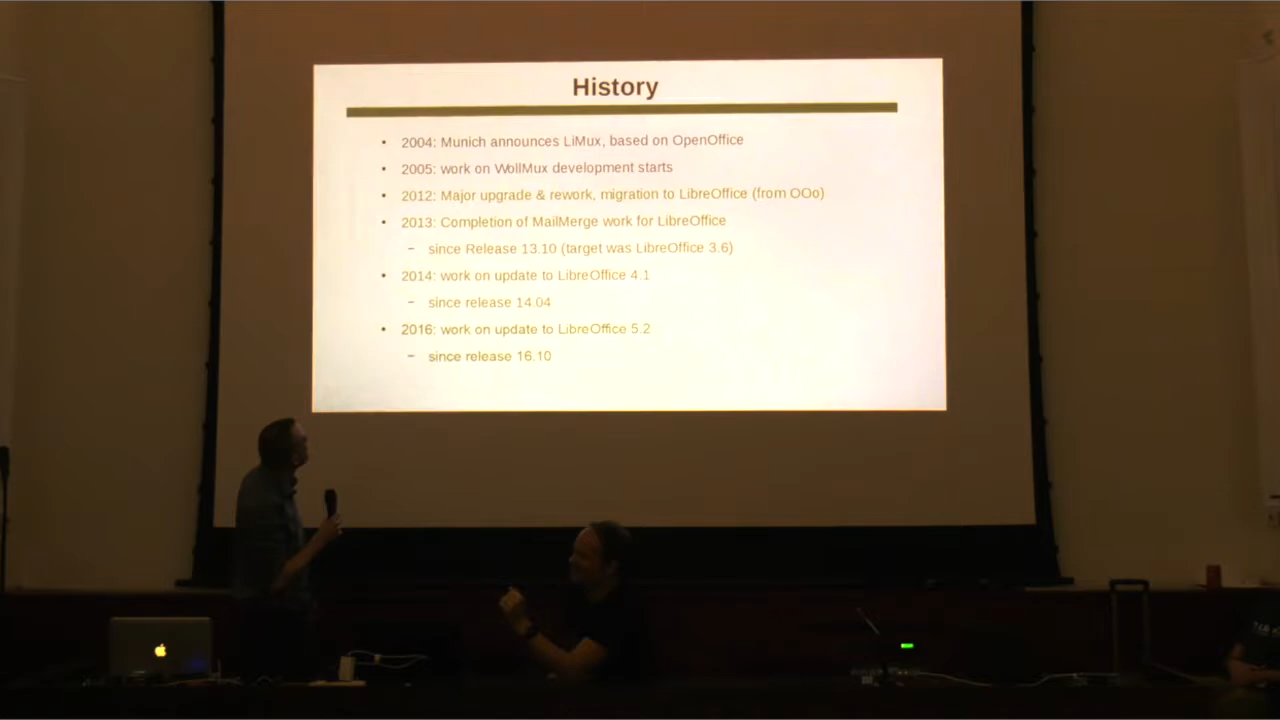 History
• 2004: Munich announces LiMux, based on OpenOffice
• 2005: work on WollMux development starts
• 2012: Major upgrade & rework, migration to LibreOffice (from OOo)
• 2013: Completion of MailMerge work for LibreOffice
– since Release 13.10 (target was LibreOffice 3.6)
• 2014: work on update to LibreOffice 4.1
– since release 14.04
• 2016: work on update to LibreOffice 5.2
– since release 16.10